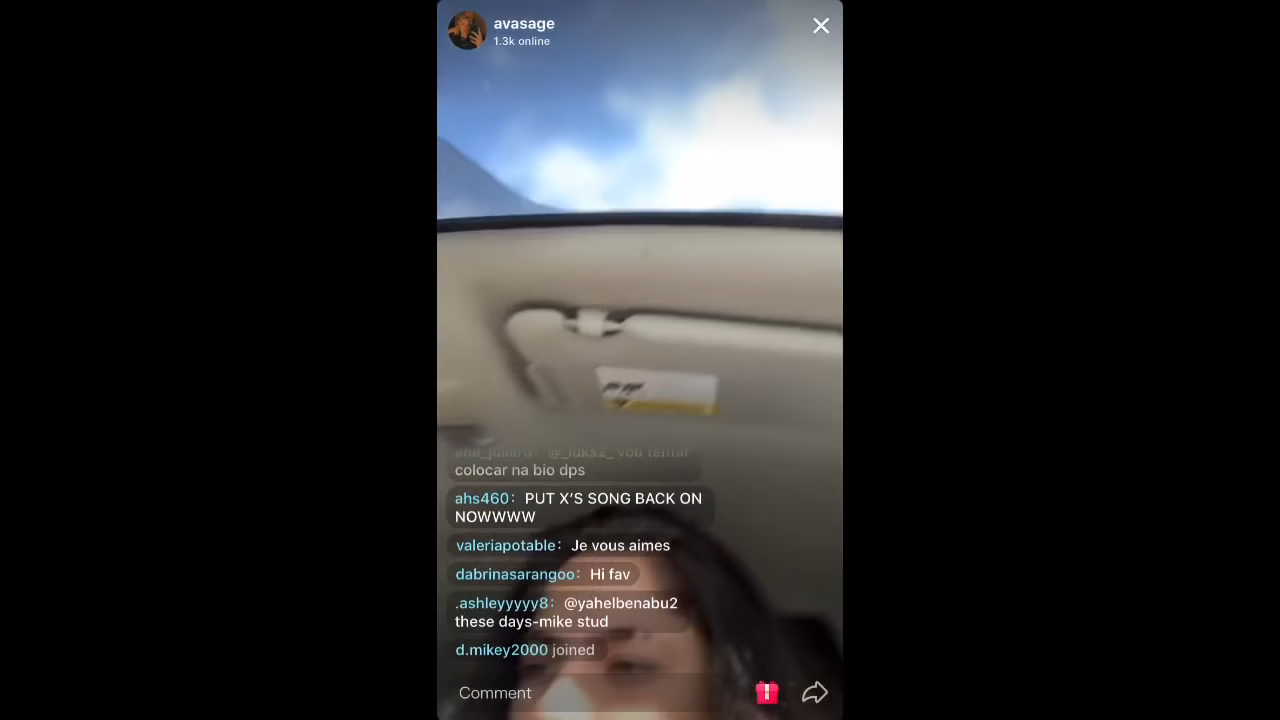 avasage
1.3k online
colocar na bio dps
ahs460: PUT X'S SONG BACK ON
NOWWWW
valeriapotable: Je vous aimes
dabrinasarangoo: Hi fav
.ashleyyyyy8: @yahelbenabu2
these days-mike stud
d.mikey2000 joined
Comment